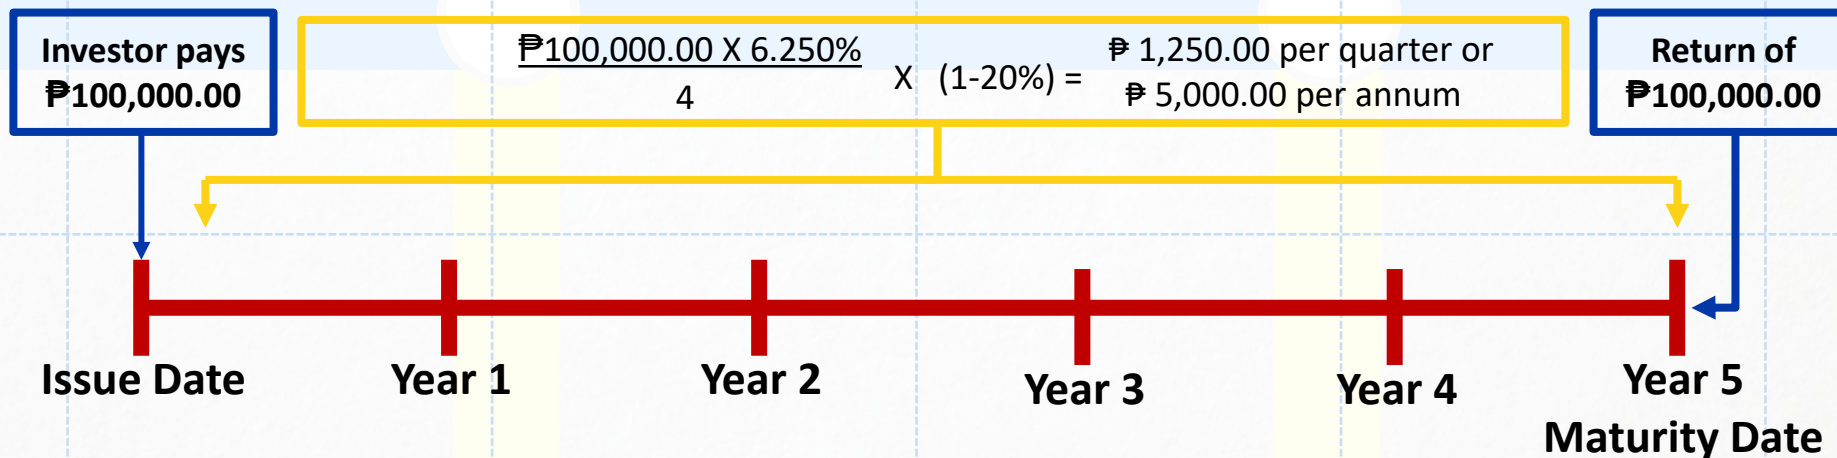 Investor pays
₱100,000.00
₱100,000.00 X 6.250%
4
X (1-20%) =
₱ 1,250.00 per quarter or
₱ 5,000.00 per annum
Return of
₱100,000.00
Issue Date
Year 1
Year 2
Year 3
Year 4
Year 5
Maturity Date